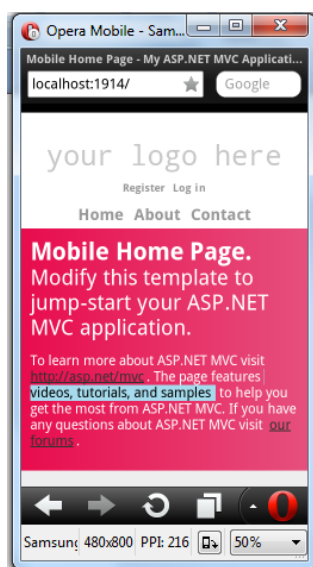 Opera Mobile - Sam...
Mobile Home Page - My ASP.NET MVC Applicati...
localhost:1914/ Google
your logo here
Register Log in
Home About Contact
Mobile Home Page.
Modify this template to
jump-start your ASP.NET
MVC application.
To learn more about ASP.NET MVC visit
http://asp.net/mvc . The page features
videos, tutorials, and samples to help you
get the most from ASP.NET MVC. If you have
any questions about ASP.NET MVC visit our
forums .
Samsung 480x800 PPI: 216 50%